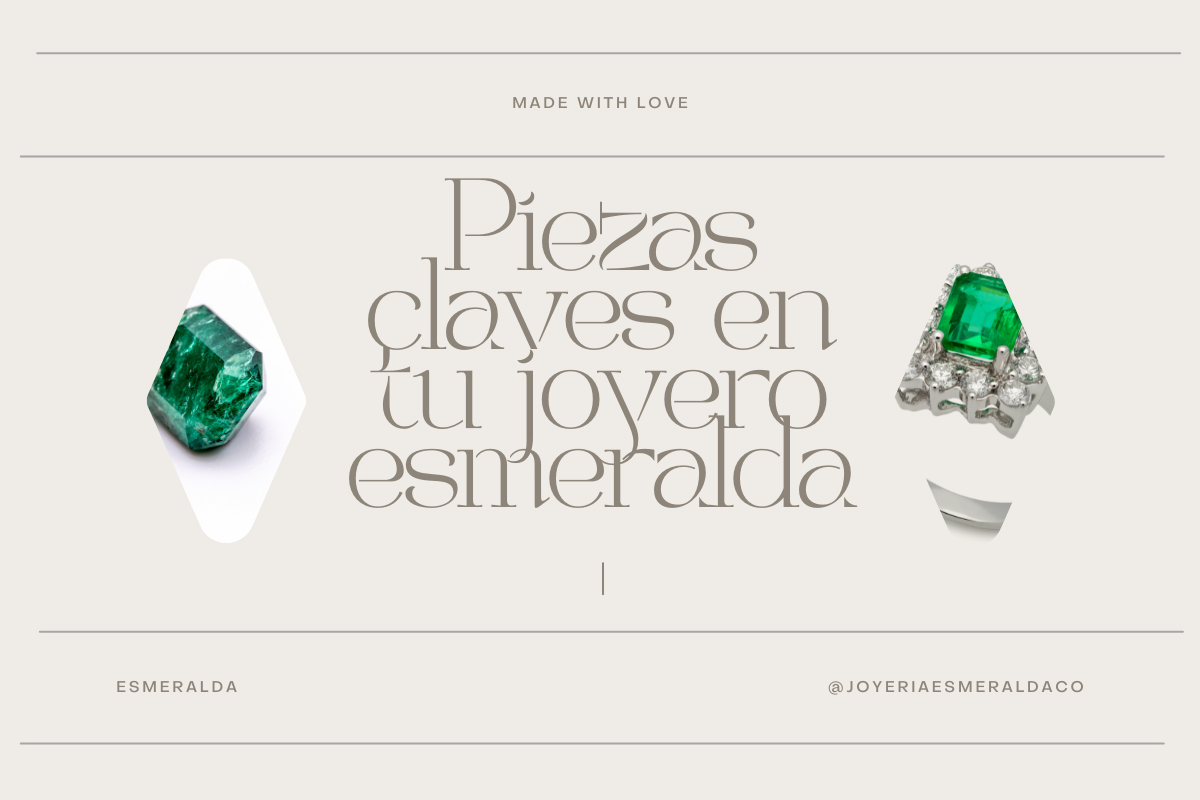 MADE WITH LOVE
Piezas
claves en
tu joyero
esmeralda
ESMERALDA
@JOYERIAESMERALDACO